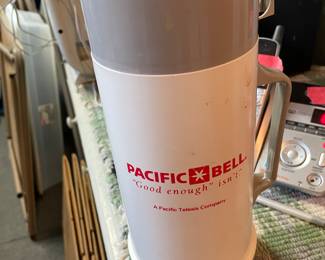 PACIFIC BELL
"Good enough" isn't.
A Pacific Telesis Company